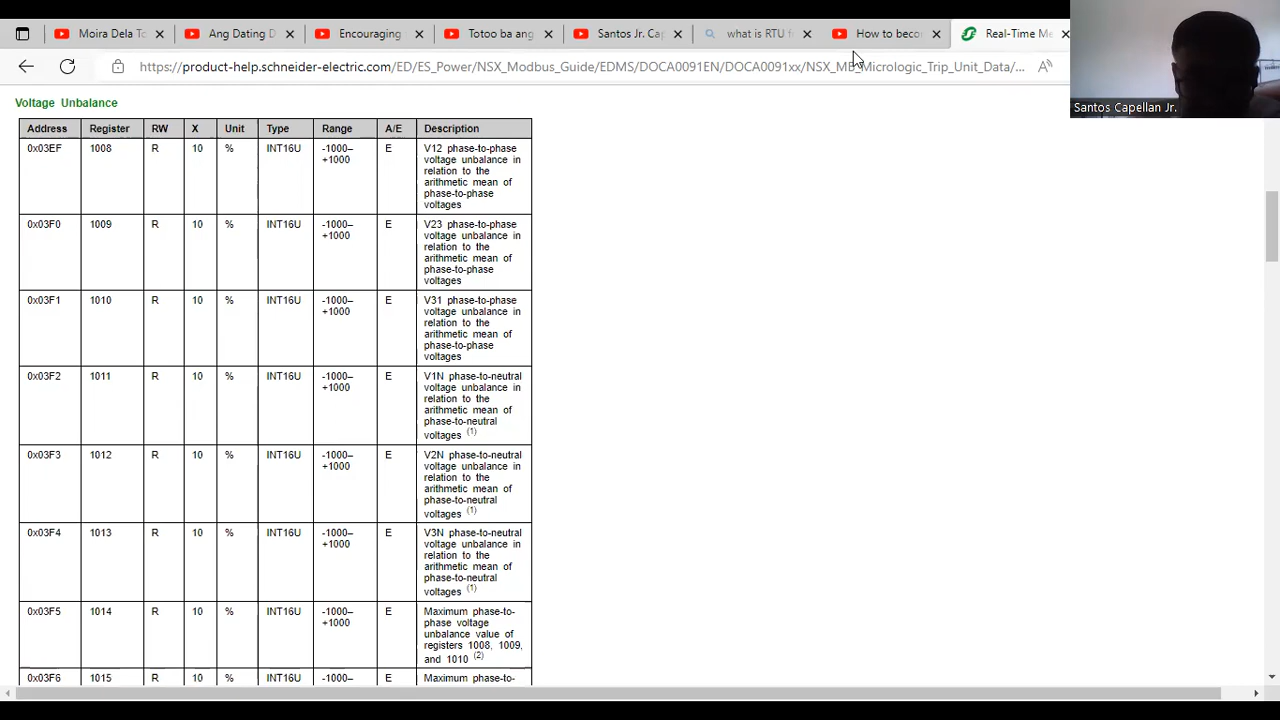 Moira Dela To
Ang Dating D
Encouraging
Totoo ba ang
Santos Jr. Cap
what is RTU f
How to beco
Real-Time Me
https://product-help.schneider-electric.com/ED/ES_Power/NSX_Modbus_Guide/EDMS/DOCA0091EN/DOCA0091xx/NSX_MB_Micrologic_Trip_Unit_Data/...
Santos Capellan Jr.
Voltage Unbalance
Address Register RW X Unit Type Range A/E Description
0x03EF 1008 R 10 % INT16U -1000– E V12 phase-to-phase
+1000 voltage unbalance in
relation to the
arithmetic mean of
phase-to-phase
voltages
0x03F0 1009 R 10 % INT16U -1000– E V23 phase-to-phase
+1000 voltage unbalance in
relation to the
arithmetic mean of
phase-to-phase
voltages
0x03F1 1010 R 10 % INT16U -1000– E V31 phase-to-phase
+1000 voltage unbalance in
relation to the
arithmetic mean of
phase-to-phase
voltages
0x03F2 1011 R 10 % INT16U -1000– E V1N phase-to-neutral
+1000 voltage unbalance in
relation to the
arithmetic mean of
phase-to-neutral
voltages (1)
0x03F3 1012 R 10 % INT16U -1000– E V2N phase-to-neutral
+1000 voltage unbalance in
relation to the
arithmetic mean of
phase-to-neutral
voltages (1)
0x03F4 1013 R 10 % INT16U -1000– E V3N phase-to-neutral
+1000 voltage unbalance in
relation to the
arithmetic mean of
phase-to-neutral
voltages (1)
0x03F5 1014 R 10 % INT16U -1000– E Maximum phase-to-
+1000 phase voltage
unbalance value of
registers 1008, 1009,
and 1010 (2)
0x03F6 1015 R 10 % INT16U -1000– E Maximum phase-to-